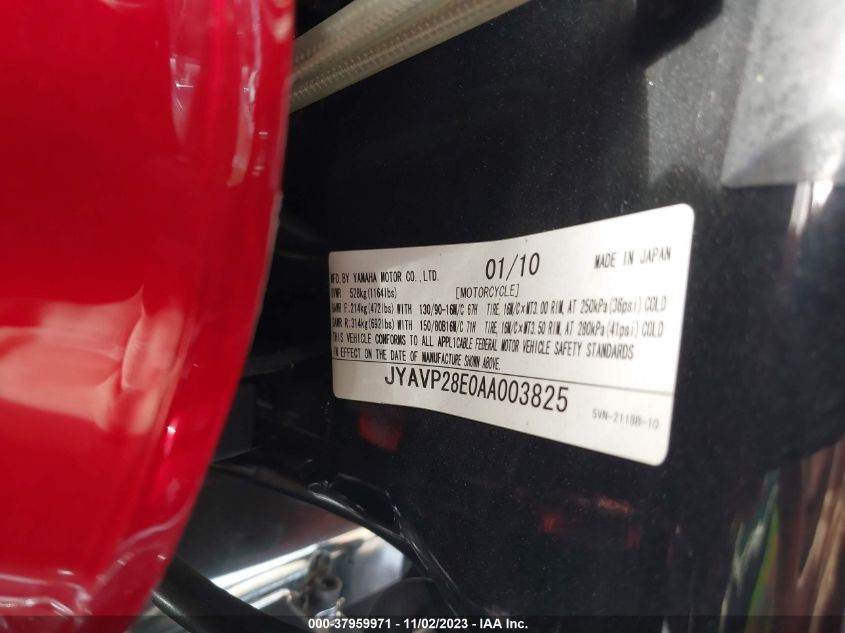 MFD. BY YAMAHA MOTOR CO., LTD. 01/10 MADE IN JAPAN
GVWR 528kg(1164lbs) [MOTORCYCLE]
GAWR F:214kg(472lbs) WITH 130/90-16M/C 67H TIRE, 16M/C×MT3.00 RIM, AT 250kPa(36psi) COLD
GAWR R:314kg(692lbs) WITH 150/80B16M/C 71H TIRE, 16M/C×MT3.50 RIM, AT 280kPa(41psi) COLD
THIS VEHICLE CONFORMS TO ALL APPLICABLE FEDERAL MOTOR VEHICLE SAFETY STANDARDS
IN EFFECT ON THE DATE OF MANUFACTURE SHOWN ABOVE.
JYAVP28E0AA003825
5VN-2118B-10
000-37959971 - 11/02/2023 - IAA Inc.